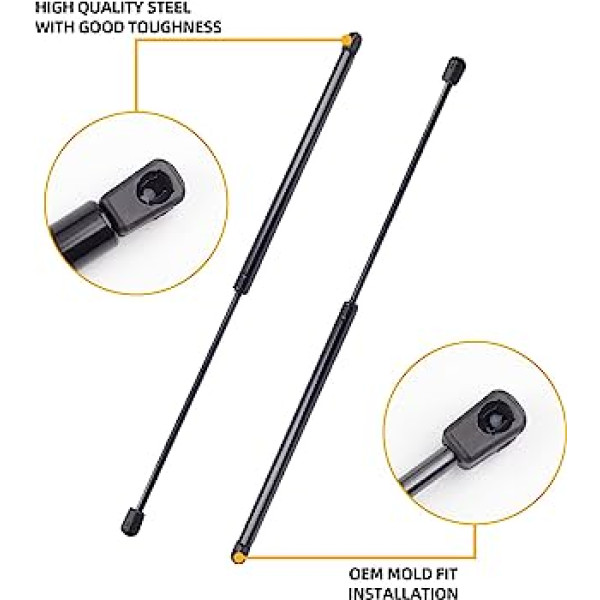 HIGH QUALITY STEEL
WITH GOOD TOUGHNESS
OEM MOLD FIT
INSTALLATION